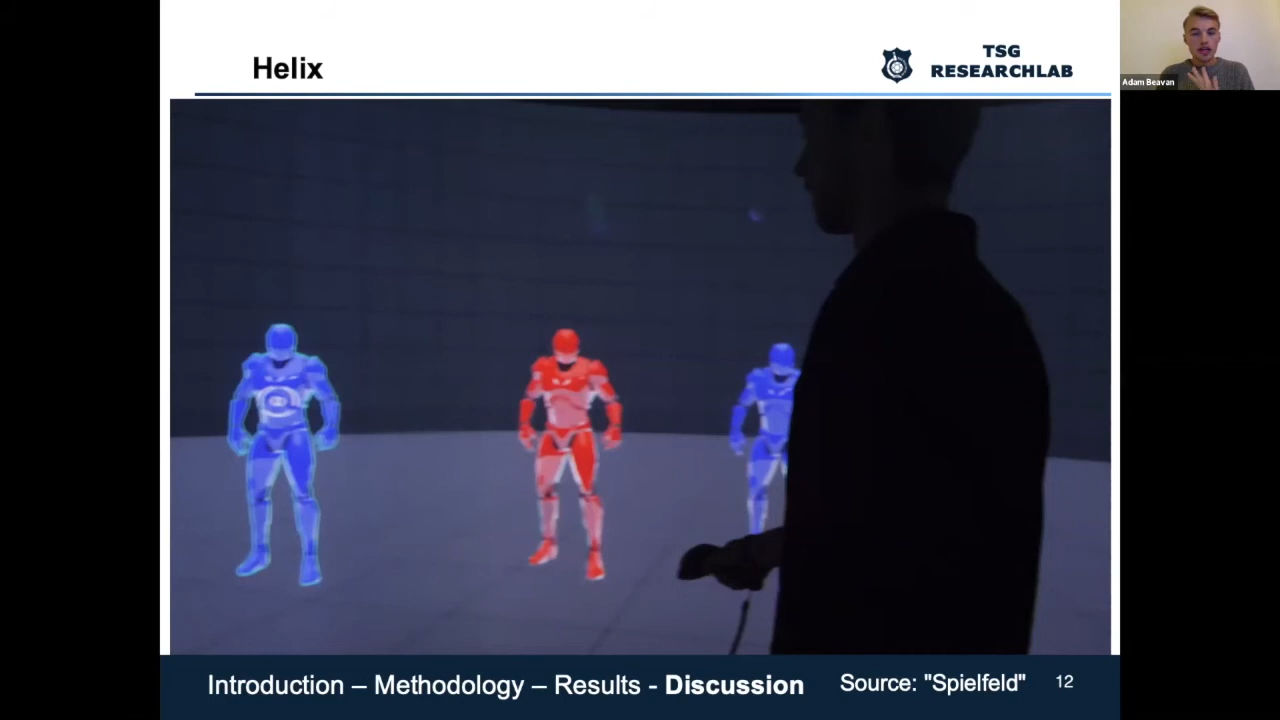 Helix
TSG
RESEARCHLAB
Adam Beavan
Introduction – Methodology – Results - Discussion
Source: "Spielfeld"
12